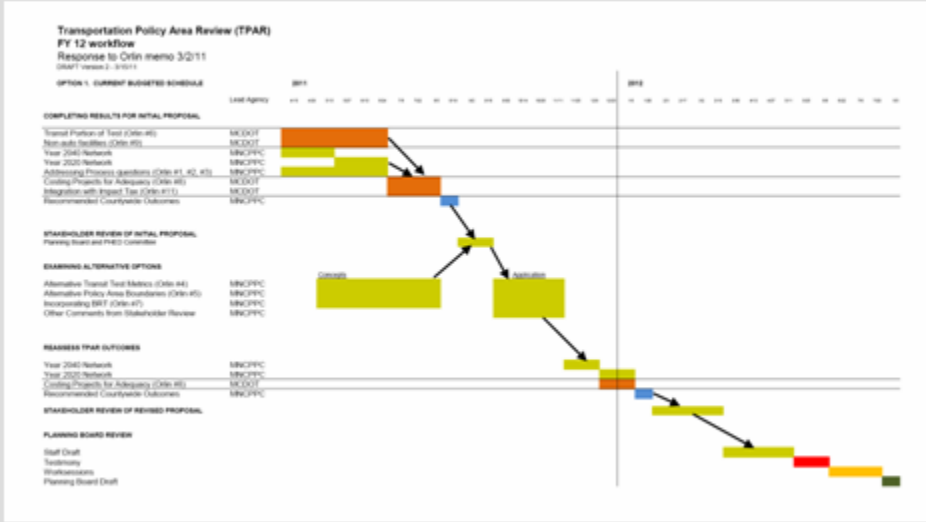 Transportation Policy Area Review (TPAR)
FY 12 workflow
Response to Orlin memo 3/2/11
DRAFT Version 2 -
OPTION 1. CURRENT BUDGETED SCHEDULE 2011 2012
Lead Agency
COMPLETING RESULTS FOR INITIAL PROPOSAL
Transit Portion of Test (Orlin #6) MCDOT
Non-auto facilities (Orlin #9) MCDOT
Year 2040 Network MNCPPC
Year 2020 Network MNCPPC
Addressing Process questions (Orlin #1, #2, #3) MNCPPC
Costing Projects for Adequacy (Orlin #8) MCDOT
Integration with Impact Tax (Orlin #11) MCDOT
Recommended Countywide Outcomes MNCPPC
STAKEHOLDER REVIEW OF INITIAL PROPOSAL
Planning Board and PHED Committee
EXAMINING ALTERNATIVE OPTIONS
Concepts Application
Alternative Transit Test Metrics (Orlin #4) MNCPPC
Alternative Policy Area Boundaries (Orlin #5) MNCPPC
Incorporating BRT (Orlin #7) MNCPPC
Other Comments from Stakeholder Review MNCPPC
REASSESS TPAR OUTCOMES
Year 2040 Network MNCPPC
Year 2020 Network MNCPPC
Costing Projects for Adequacy (Orlin #8) MCDOT
Recommended Countywide Outcomes MNCPPC
STAKEHOLDER REVIEW OF REVISED PROPOSAL
PLANNING BOARD REVIEW
Staff Draft
Testimony
Worksessions
Planning Board Draft